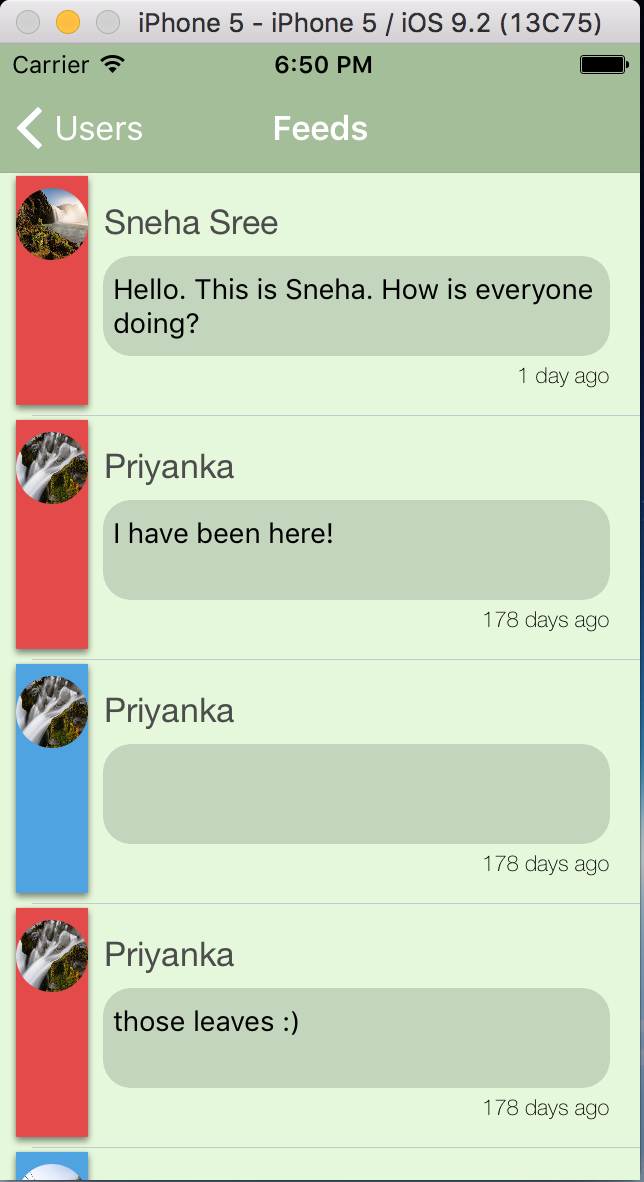 iPhone 5 - iPhone 5 / iOS 9.2 (13C75)
Carrier 6:50 PM
Users Feeds
Sneha Sree
Hello. This is Sneha. How is everyone
doing?
1 day ago
Priyanka
I have been here!
178 days ago
Priyanka
178 days ago
Priyanka
those leaves :)
178 days ago